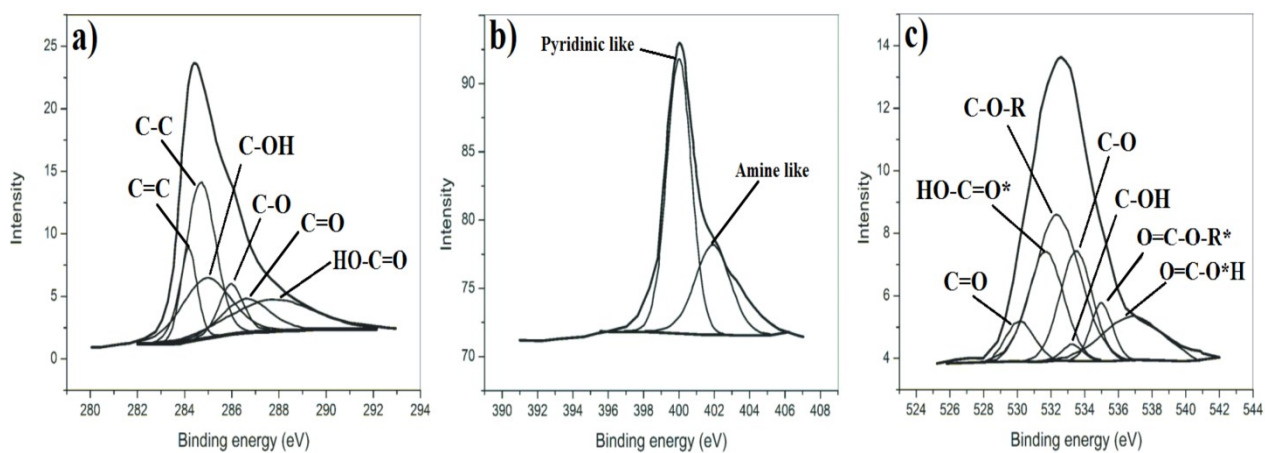 a)
25
20
15
10
5
0
Intensity
C-C
C=C
C-OH
C-O
C=O
HO-C=O
280 282 284 286 288 290 292 294
Binding energy (eV)
b)
95
90
85
80
75
70
Intensity
Pyridinic like
Amine like
390 392 394 396 398 400 402 404 406 408
Binding energy (eV)
c)
14
12
10
8
6
4
Intensity
C-O-R
C-O
HO-C=O*
C-OH
O=C-O-R*
C=O
O=C-O*H
524 526 528 530 532 534 536 538 540 542 544
Binding energy (eV)